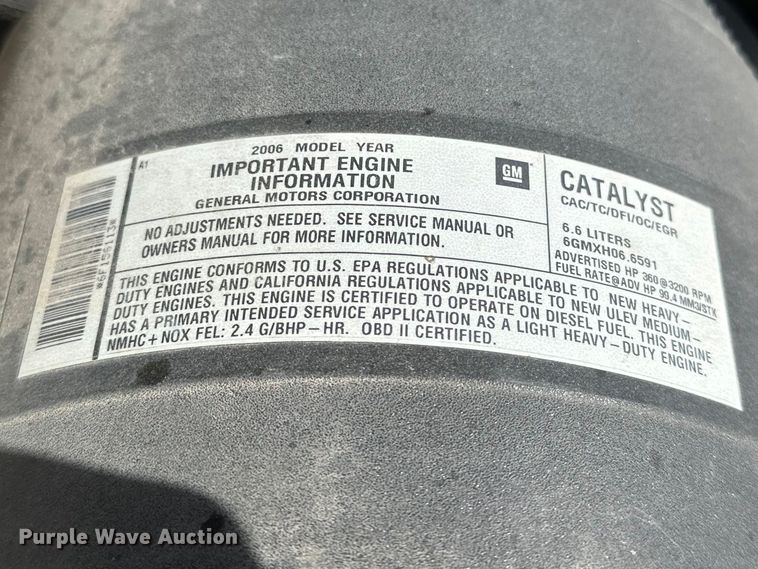 *6F155113*
A1
2006 MODEL YEAR
IMPORTANT ENGINE
INFORMATION
GENERAL MOTORS CORPORATION
GM
NO ADJUSTMENTS NEEDED. SEE SERVICE MANUAL OR
OWNERS MANUAL FOR MORE INFORMATION.
CATALYST
CAC/TC/DFI/OC/EGR
6.6 LITERS
6GMXH06.6591
ADVERTISED HP 360@3200 RPM
FUEL RATE@ADV HP 99.4 MM3/STK
THIS ENGINE CONFORMS TO U.S. EPA REGULATIONS APPLICABLE TO NEW HEAVY-
DUTY ENGINES AND CALIFORNIA REGULATIONS APPLICABLE TO NEW ULEV MEDIUM-
DUTY ENGINES. THIS ENGINE IS CERTIFIED TO OPERATE ON DIESEL FUEL. THIS ENGINE
HAS A PRIMARY INTENDED SERVICE APPLICATION AS A LIGHT HEAVY-DUTY ENGINE.
NMHC+NOX FEL: 2.4 G/BHP-HR. OBD II CERTIFIED.
Purple Wave Auction